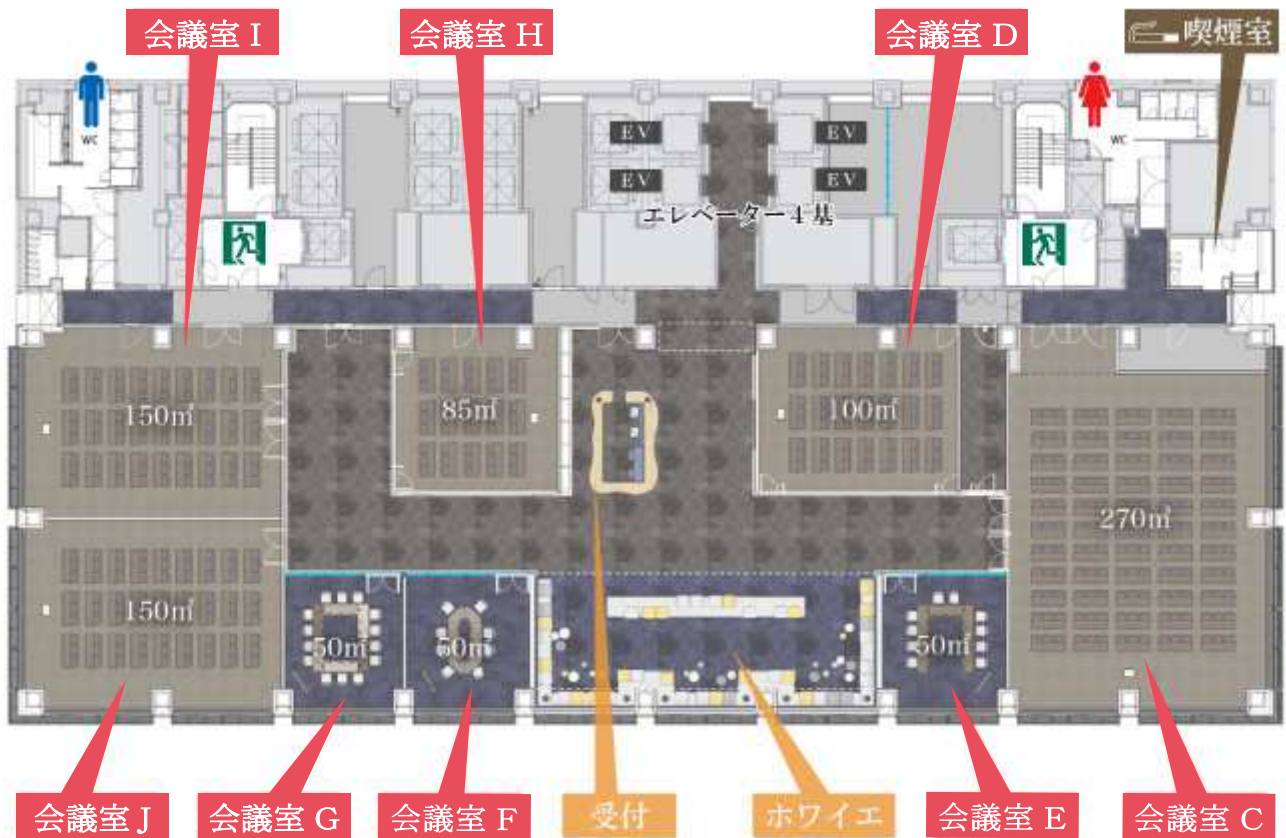 会議室 I
会議室 H
会議室 D
喫煙室
WC
WC
EV
EV
EV
EV
エレベーター4基
150㎡
85㎡
100㎡
270㎡
150㎡
50㎡
50㎡
50㎡
会議室 J
会議室 G
会議室 F
受付
ホワイエ
会議室 E
会議室 C